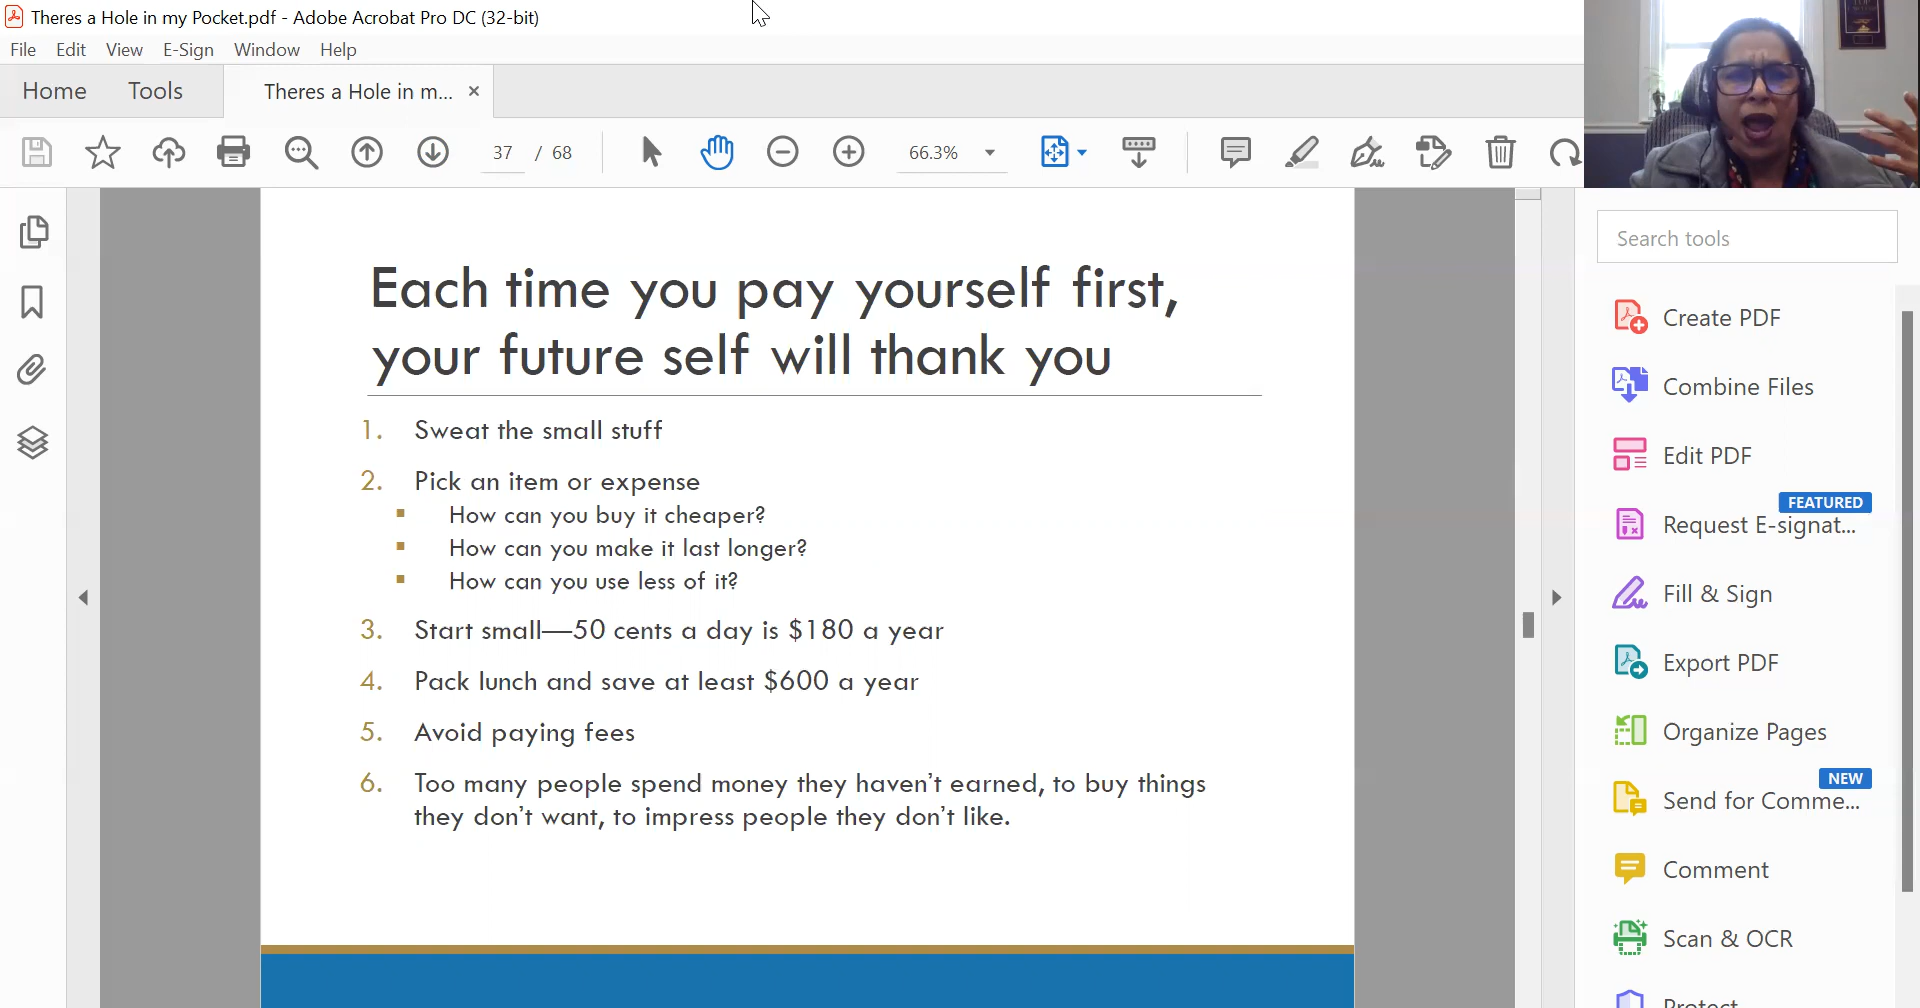 Theres a Hole in my Pocket.pdf - Adobe Acrobat Pro DC (32-bit)
File Edit View E-Sign Window Help
Home Tools Theres a Hole in m... ×
37 / 68 66.3%
Search tools
Each time you pay yourself first,
your future self will thank you
1. Sweat the small stuff
2. Pick an item or expense
▪ How can you buy it cheaper?
▪ How can you make it last longer?
▪ How can you use less of it?
3. Start small—50 cents a day is $180 a year
4. Pack lunch and save at least $600 a year
5. Avoid paying fees
6. Too many people spend money they haven’t earned, to buy things
they don’t want, to impress people they don’t like.
Create PDF
Combine Files
Edit PDF
FEATURED
Request E-signat...
Fill & Sign
Export PDF
Organize Pages
NEW
Send for Comme...
Comment
Scan & OCR
Protect